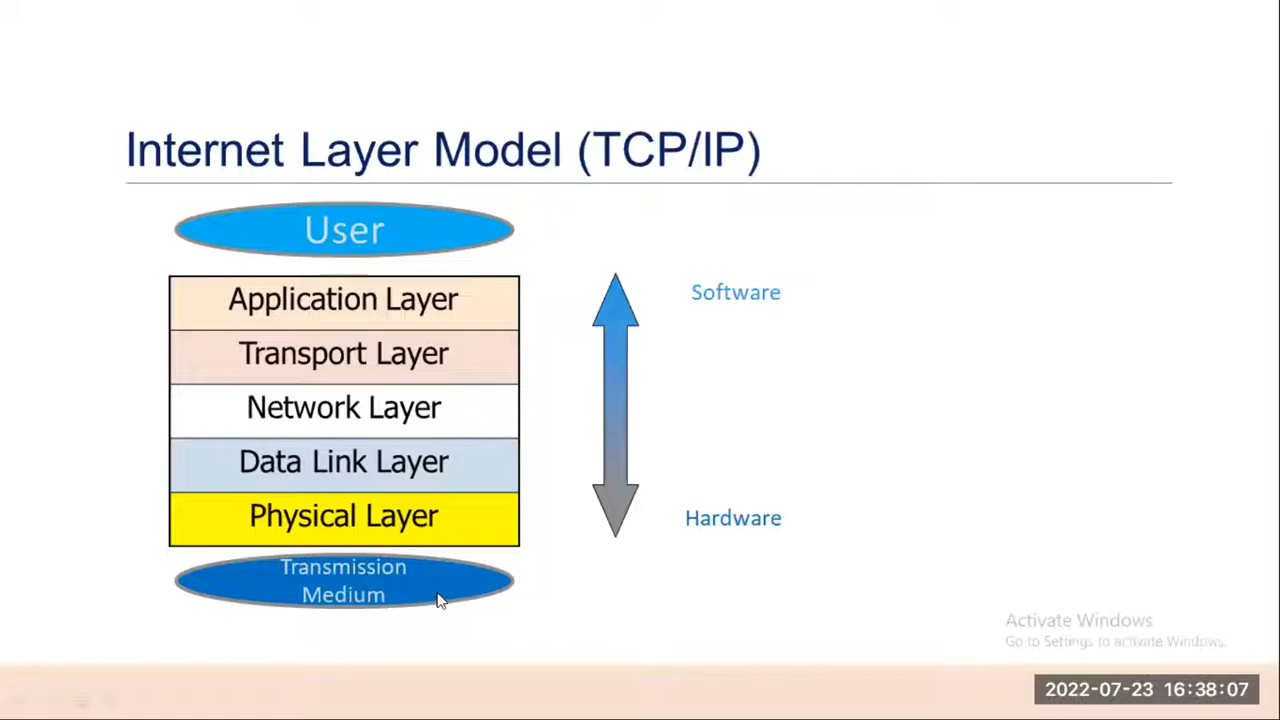 Internet Layer Model (TCP/IP)
User
Application Layer
Transport Layer
Network Layer
Data Link Layer
Physical Layer
Transmission
Medium
Software
Hardware
Activate Windows
Go to Settings to activate Windows.
2022-07-23 16:38:07